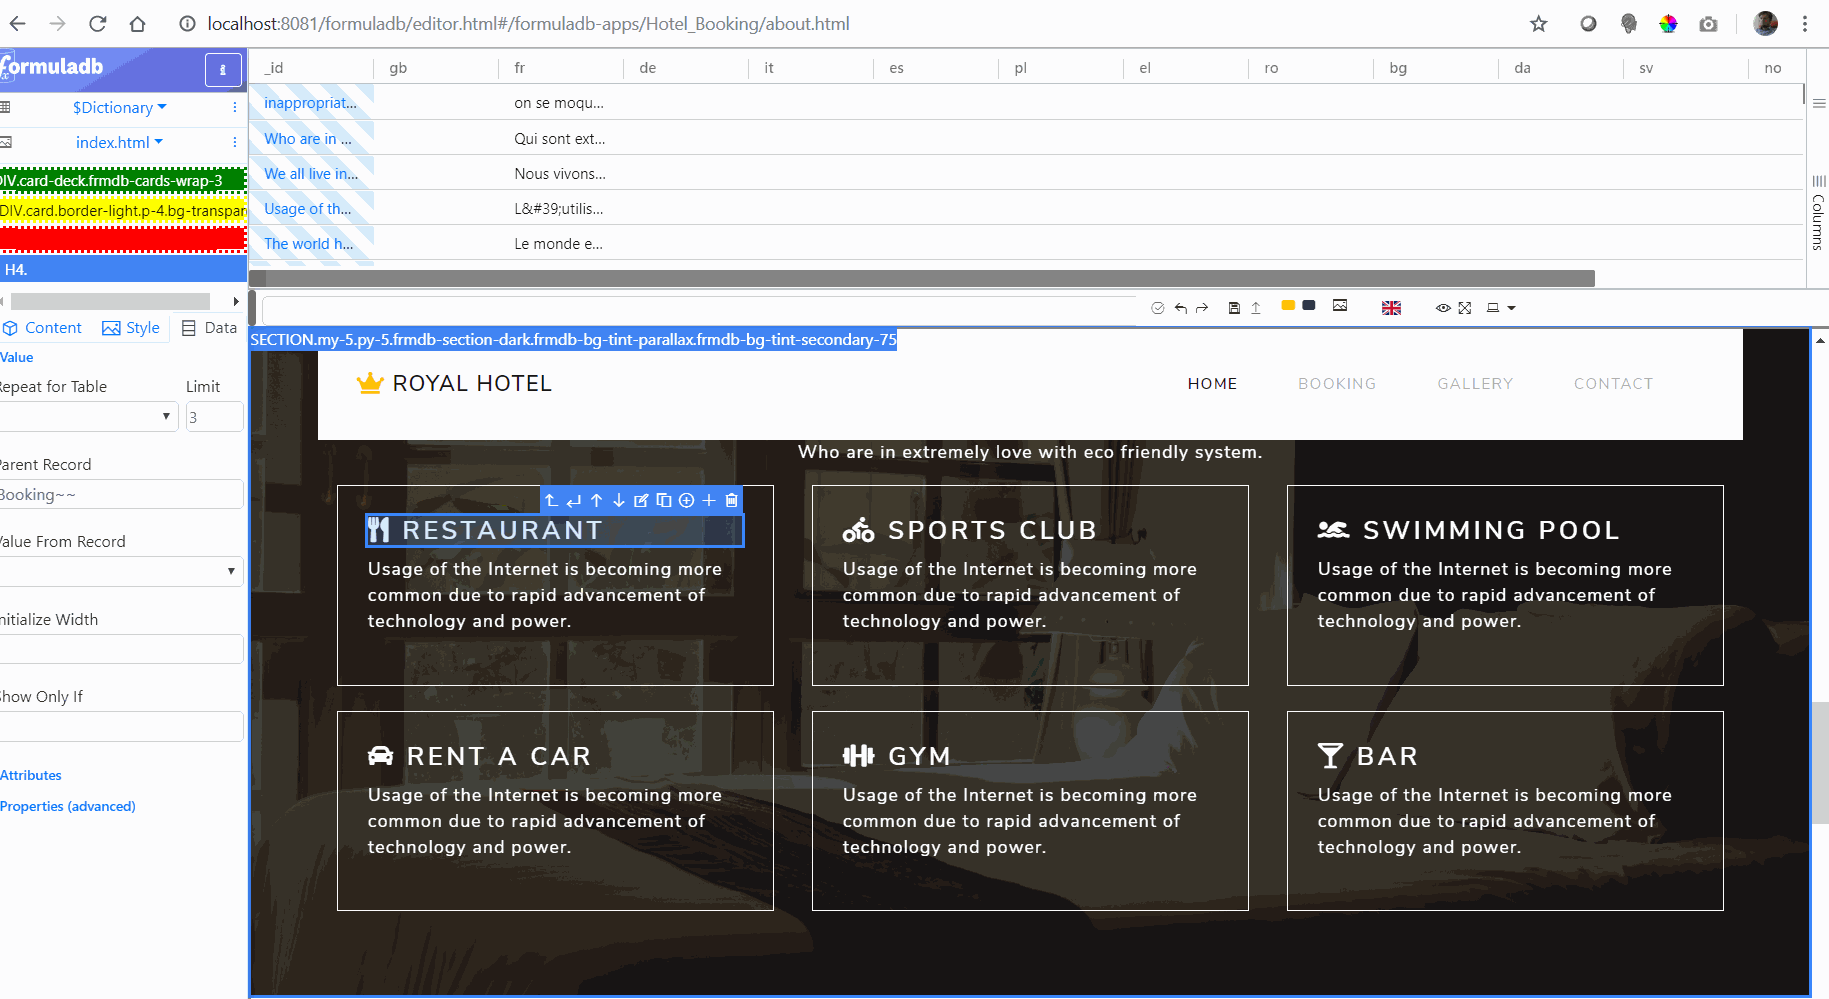 localhost:8081/formuladb/editor.html#/formuladb-apps/Hotel_Booking/about.html
formuladb
_id gb fr de it es pl el ro bg da sv no
$Dictionary
index.html
inappropriat... on se moqu...
Who are in ... Qui sont ext...
We all live in... Nous vivons...
Usage of th... L&#39;utilis...
The world h... Le monde e...
Columns
DIV.card-deck.frmdb-cards-wrap-3
DIV.card.border-light.p-4.bg-transpar
H4.
Content Style Data
Value
Repeat for Table Limit
3
Parent Record
Booking~~
Value From Record
Initialize Width
Show Only If
Attributes
Properties (advanced)
SECTION.my-5.py-5.frmdb-section-dark.frmdb-bg-tint-parallax.frmdb-bg-tint-secondary-75
ROYAL HOTEL
HOME BOOKING GALLERY CONTACT
Who are in extremely love with eco friendly system.
RESTAURANT
Usage of the Internet is becoming more
common due to rapid advancement of
technology and power.
SPORTS CLUB
Usage of the Internet is becoming more
common due to rapid advancement of
technology and power.
SWIMMING POOL
Usage of the Internet is becoming more
common due to rapid advancement of
technology and power.
RENT A CAR
Usage of the Internet is becoming more
common due to rapid advancement of
technology and power.
GYM
Usage of the Internet is becoming more
common due to rapid advancement of
technology and power.
BAR
Usage of the Internet is becoming more
common due to rapid advancement of
technology and power.